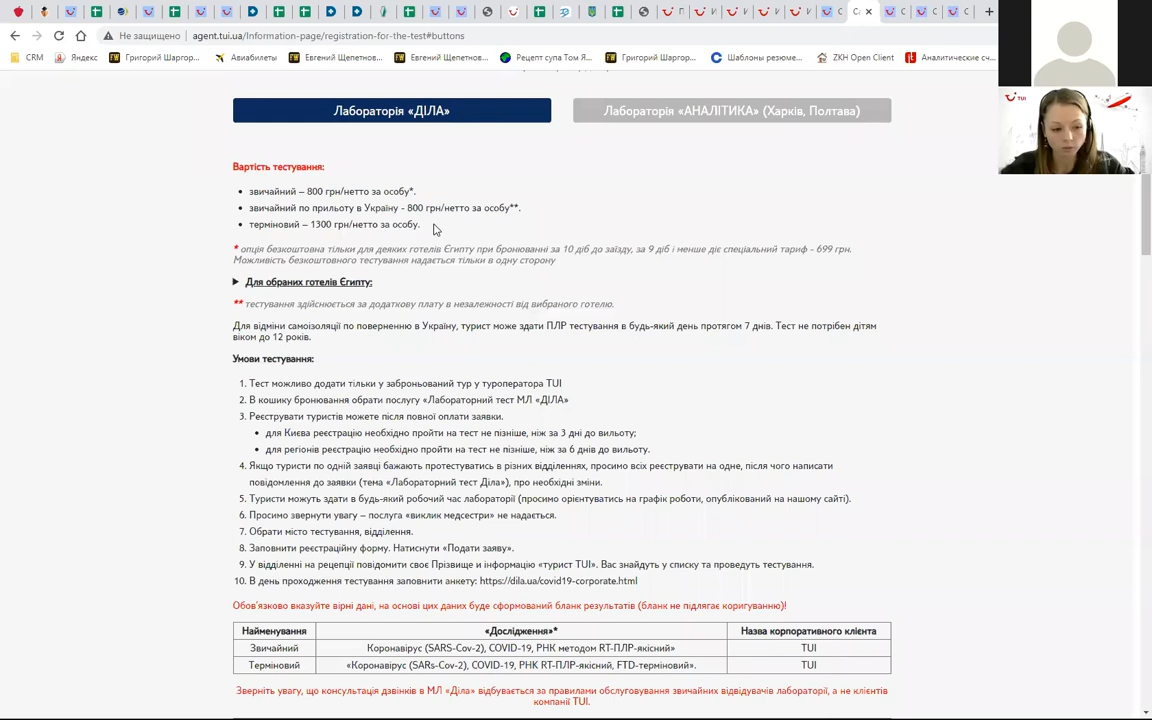 П
И
И
И
И
С
Са
С
С
С
Не защищено
agent.tui.ua/Information-page/registration-for-the-test#buttons
CRM
Яндекс
Григорий Шаргор...
Авиабилеты
Евгений Щепетнов...
Евгений Щепетнов...
Рецепт супа Том Я...
Григорий Шаргор...
Шаблоны резюме...
ZKH Open Client
Аналитические сч...
TUI
Лабораторія «ДІЛА»
Лабораторія «АНАЛІТИКА» (Харків, Полтава)
Вартість тестування:
звичайний – 800 грн/нетто за особу*.
звичайний по прильоту в Україну - 800 грн/нетто за особу**.
терміновий – 1300 грн/нетто за особу.
* опція безкоштовна тільки для деяких готелів Єгипту при бронюванні за 10 діб до заїзду, за 9 діб и менше діє спеціальний тариф - 699 грн.
Можливість безкоштовного тестування надається тільки в одну сторону
Для обраних готелів Єгипту:
** тестування здійснюється за додаткову плату в незалежності від вибраного готелю.
Для відміни самоізоляції по поверненню в Україну, турист може здати ПЛР тестування в будь-який день протягом 7 днів. Тест не потрібен дітям
віком до 12 років.
Умови тестування:
1. Тест можливо додати тільки у заброньований тур у туроператора TUI
2. В кошику бронювання обрати послугу «Лабораторний тест МЛ «ДІЛА»
3. Реєструвати туристів можете після повної оплати заявки.
для Києва реєстрацію необхідно пройти на тест не пізніше, ніж за 3 дні до вильоту;
для регіонів реєстрацію необхідно пройти на тест не пізніше, ніж за 6 днів до вильоту.
4. Якщо туристи по одній заявці бажають протестуватись в різних відділеннях, просимо всіх реєструвати на одне, після чого написати
повідомлення до заявки (тема «Лабораторний тест Діла»), про необхідні зміни.
5. Туристи можуть здати в будь-який робочий час лабораторії (просимо орієнтуватись на графік роботи, опублікований на нашому сайті).
6. Просимо звернути увагу – послуга «виклик медсестри» не надається.
7. Обрати місто тестування, відділення.
8. Заповнити реєстраційну форму. Натиснути «Подати заяву».
9. У відділенні на рецепції повідомити своє Прізвище и інформацію «турист TUI». Вас знайдуть у списку та проведуть тестування.
10. В день проходження тестування заповнити анкету: https://dila.ua/covid19-corporate.html
Обов'язково вказуйте вірні дані, на основі цих даних буде сформований бланк результатів (бланк не підлягає коригуванню)!
Найменування «Дослідження»* Назва корпоративного клієнта
Звичайний Коронавірус (SARS-Cov-2), COVID-19, РНК методом RT-ПЛР-якісний» TUI
Терміновий «Коронавірус (SARs-Cov-2), COVID-19, РНК RT-ПЛР-якісний, FTD-терміновий». TUI
Зверніть увагу, що консультація дзвінків в МЛ «Діла» відбувається за правилами обслуговування звичайних відвідувачів лабораторії, а не клієнтів
компанії TUI.